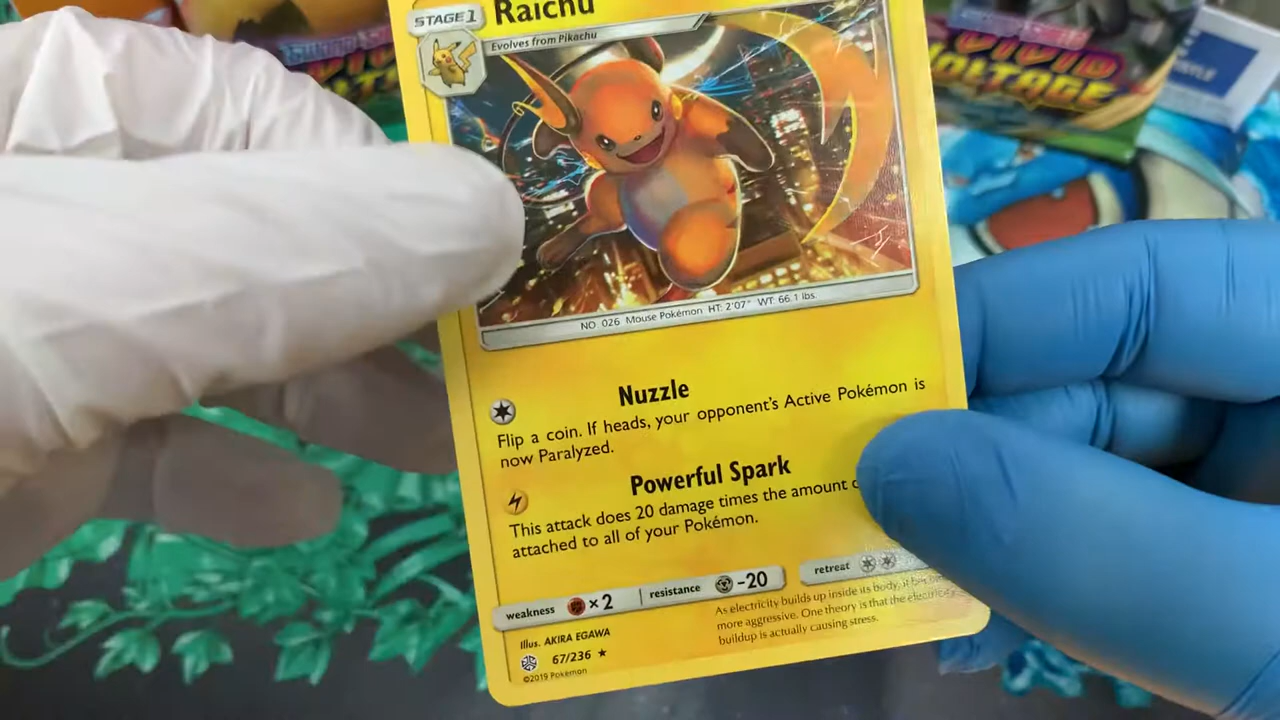 STAGE 1
Raichu
Evolves from Pikachu
VIVID
VOLTAGE
NO. 026 Mouse Pokémon HT: 2'07" WT: 66.1 lbs.
Nuzzle
Flip a coin. If heads, your opponent's Active Pokémon is
now Paralyzed.
Powerful Spark
This attack does 20 damage times the amount
attached to all of your Pokémon.
weakness ×2 resistance -20 retreat
As electricity builds up inside its body, it
more aggressive. One theory is that the
buildup is actually causing stress.
Illus. AKIRA EGAWA
67/236 ★
©2019 Pokémon